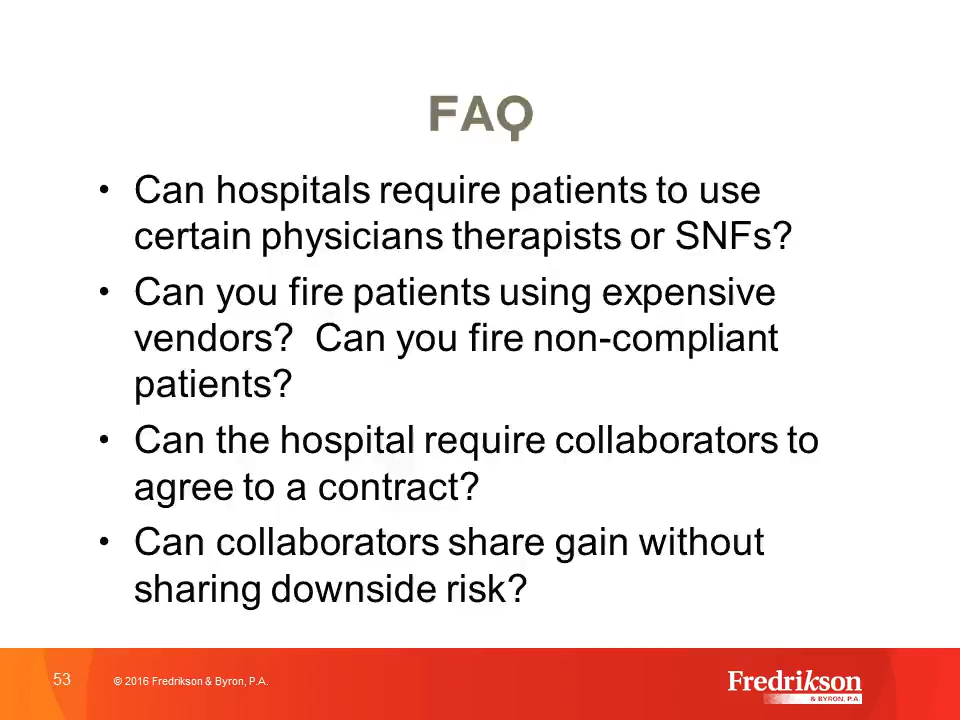 FAQ
• Can hospitals require patients to use
certain physicians therapists or SNFs?
• Can you fire patients using expensive
vendors?  Can you fire non-compliant
patients?
• Can the hospital require collaborators to
agree to a contract?
• Can collaborators share gain without
sharing downside risk?
53
© 2016 Fredrikson & Byron, P.A.
Fredrikson
& BYRON, P.A.